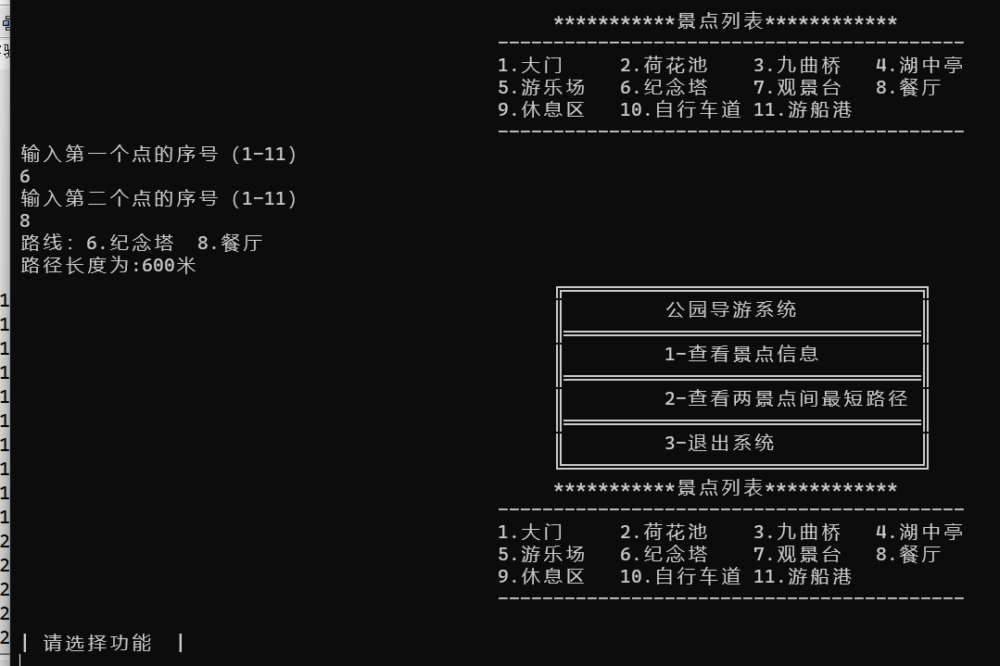 ***********景点列表************
------------------------------------------
1.大门 2.荷花池 3.九曲桥 4.湖中亭
5.游乐场 6.纪念塔 7.观景台 8.餐厅
9.休息区 10.自行车道 11.游船港
------------------------------------------
输入第一个点的序号 (1-11)
6
输入第二个点的序号 (1-11)
8
路线: 6.纪念塔 8.餐厅
路径长度为:600米
公园导游系统
1-查看景点信息
2-查看两景点间最短路径
3-退出系统
***********景点列表************
------------------------------------------
1.大门 2.荷花池 3.九曲桥 4.湖中亭
5.游乐场 6.纪念塔 7.观景台 8.餐厅
9.休息区 10.自行车道 11.游船港
------------------------------------------
| 请选择功能 |